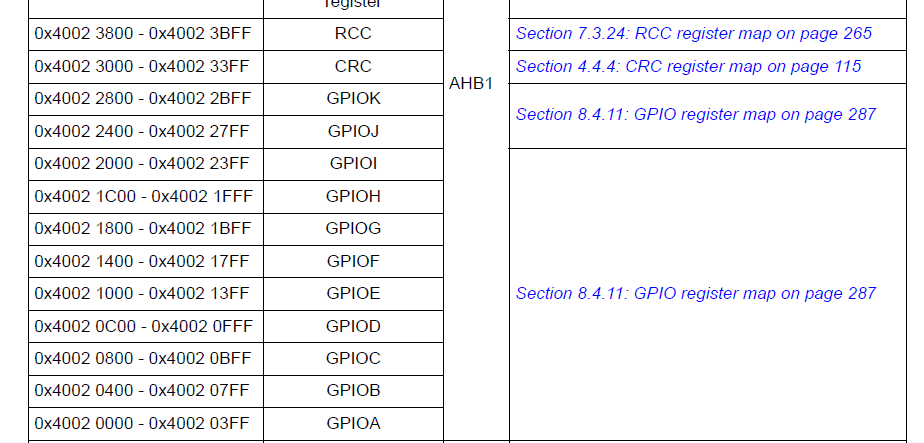 register
0x4002 3800 - 0x4002 3BFF RCC Section 7.3.24: RCC register map on page 265
0x4002 3000 - 0x4002 33FF CRC Section 4.4.4: CRC register map on page 115
AHB1
0x4002 2800 - 0x4002 2BFF GPIOK
Section 8.4.11: GPIO register map on page 287
0x4002 2400 - 0x4002 27FF GPIOJ
0x4002 2000 - 0x4002 23FF GPIOI
0x4002 1C00 - 0x4002 1FFF GPIOH
0x4002 1800 - 0x4002 1BFF GPIOG
0x4002 1400 - 0x4002 17FF GPIOF
0x4002 1000 - 0x4002 13FF GPIOE Section 8.4.11: GPIO register map on page 287
0x4002 0C00 - 0x4002 0FFF GPIOD
0x4002 0800 - 0x4002 0BFF GPIOC
0x4002 0400 - 0x4002 07FF GPIOB
0x4002 0000 - 0x4002 03FF GPIOA